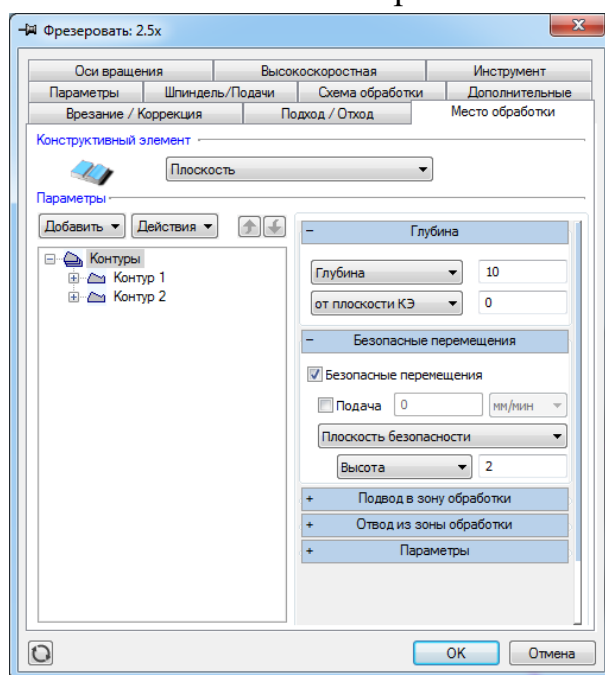 Фрезеровать: 2.5x
Оси вращения Высокоскоростная Инструмент
Параметры Шпиндель/Подачи Схема обработки Дополнительные
Врезание / Коррекция Подход / Отход Место обработки
Конструктивный элемент
Плоскость
Параметры
Добавить Действия
Контуры
Контур 1
Контур 2
− Глубина
Глубина 10
от плоскости КЭ 0
− Безопасные перемещения
Безопасные перемещения
Подача 0 мм/мин
Плоскость безопасности
Высота 2
+ Подвод в зону обработки
+ Отвод из зоны обработки
+ Параметры
OK Отмена